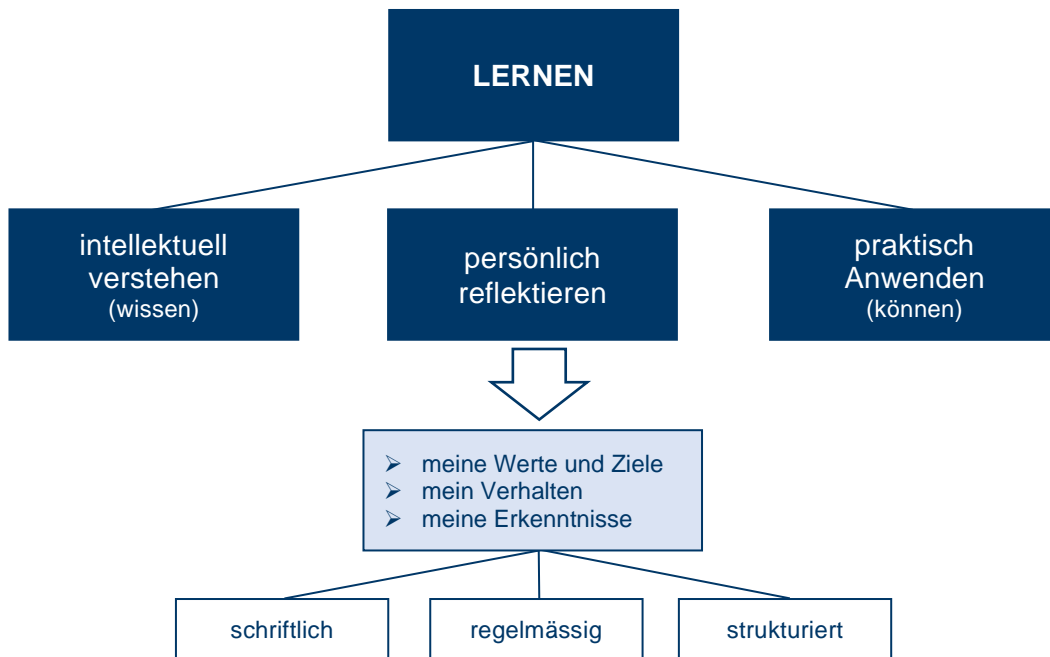 LERNEN
intellektuell
verstehen
(wissen)
persönlich
reflektieren
praktisch
Anwenden
(können)
➢ meine Werte und Ziele
➢ mein Verhalten
➢ meine Erkenntnisse
schriftlich
regelmässig
strukturiert